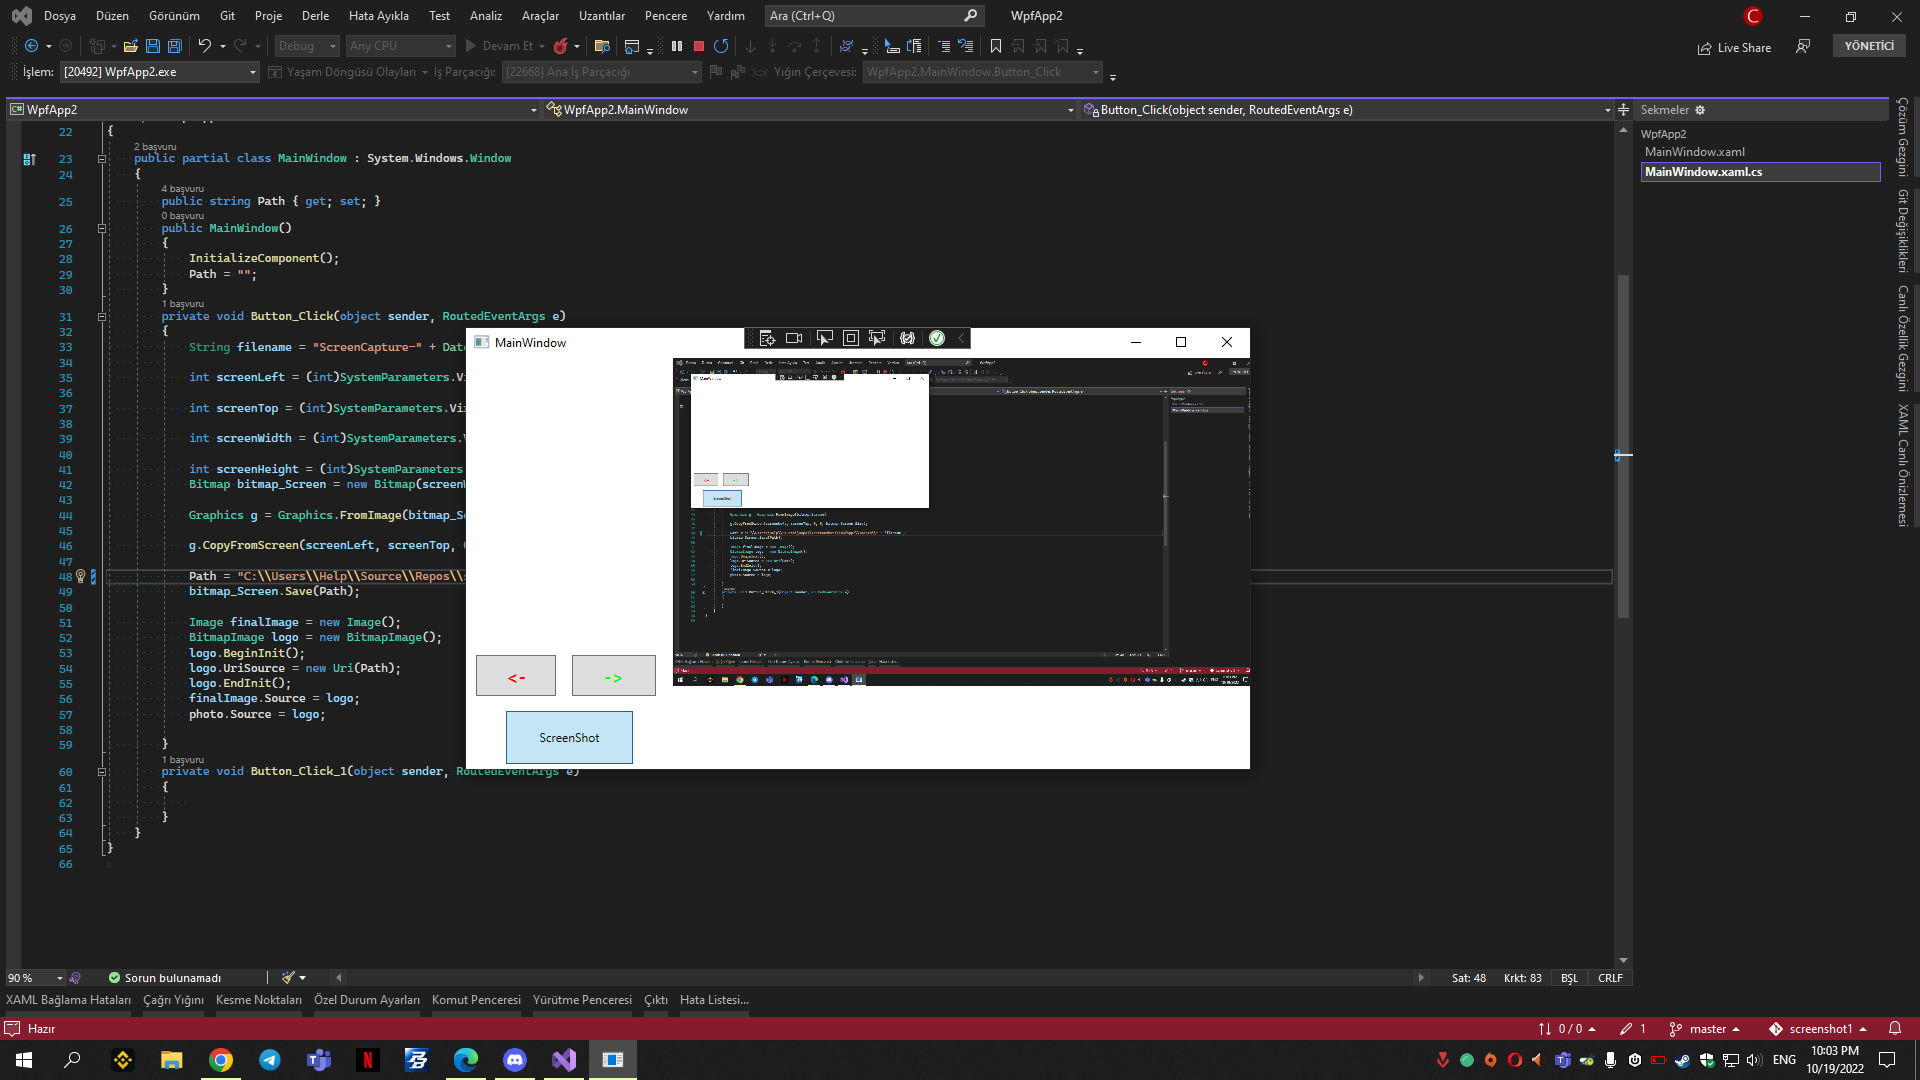 Dosya Düzen Görünüm Git Proje Derle Hata Ayıkla Test Analiz Araçlar Uzantılar Pencere Yardım Ara (Ctrl+Q) WpfApp2 C
Debug Any CPU Devam Et Live Share YÖNETİCİ
İşlem: [20492] WpfApp2.exe Yaşam Döngüsü Olayları İş Parçacığı: [22668] Ana İş Parçacığı Yığın Çerçevesi: WpfApp2.MainWindow.Button_Click
WpfApp2 WpfApp2.MainWindow Button_Click(object sender, RoutedEventArgs e) Sekmeler
WpfApp2
MainWindow.xaml
MainWindow.xaml.cs
Çözüm Gezgini
Git Değişiklikleri
Canlı Özellik Gezgini
XAML Canlı Önizlemesi
22 {
2 başvuru
23 public partial class MainWindow : System.Windows.Window
24 {
4 başvuru
25 public string Path { get; set; }
0 başvuru
26 public MainWindow()
27 {
28 InitializeComponent();
29 Path = "";
30 }
1 başvuru
31 private void Button_Click(object sender, RoutedEventArgs e)
32 {
33 String filename = "ScreenCapture-" + Dat
34
35 int screenLeft = (int)SystemParameters.Vi
36
37 int screenTop = (int)SystemParameters.Vir
38
39 int screenWidth = (int)SystemParameters.
40
41 int screenHeight = (int)SystemParameters
42 Bitmap bitmap_Screen = new Bitmap(screenW
43
44 Graphics g = Graphics.FromImage(bitmap_S
45
46 g.CopyFromScreen(screenLeft, screenTop,
47
48 Path = "C:\\Users\\Help\\Source\\Repos\\
49 bitmap_Screen.Save(Path);
50
51 Image finalImage = new Image();
52 BitmapImage logo = new BitmapImage();
53 logo.BeginInit();
54 logo.UriSource = new Uri(Path);
55 logo.EndInit();
56 finalImage.Source = logo;
57 photo.Source = logo;
58
59 }
1 başvuru
60 private void Button_Click_1(object sender, RoutedEventArgs e)
61 {
62
63 }
64 }
65 }
66
MainWindow
<- ->
ScreenShot
90 % Sorun bulunamadı Sat: 48 Krkt: 83 BŞL CRLF
XAML Bağlama Hataları Çağrı Yığını Kesme Noktaları Özel Durum Ayarları Komut Penceresi Yürütme Penceresi Çıktı Hata Listesi...
Hazır 0 / 0 1 master screenshot1
ENG 10:03 PM
10/19/2022